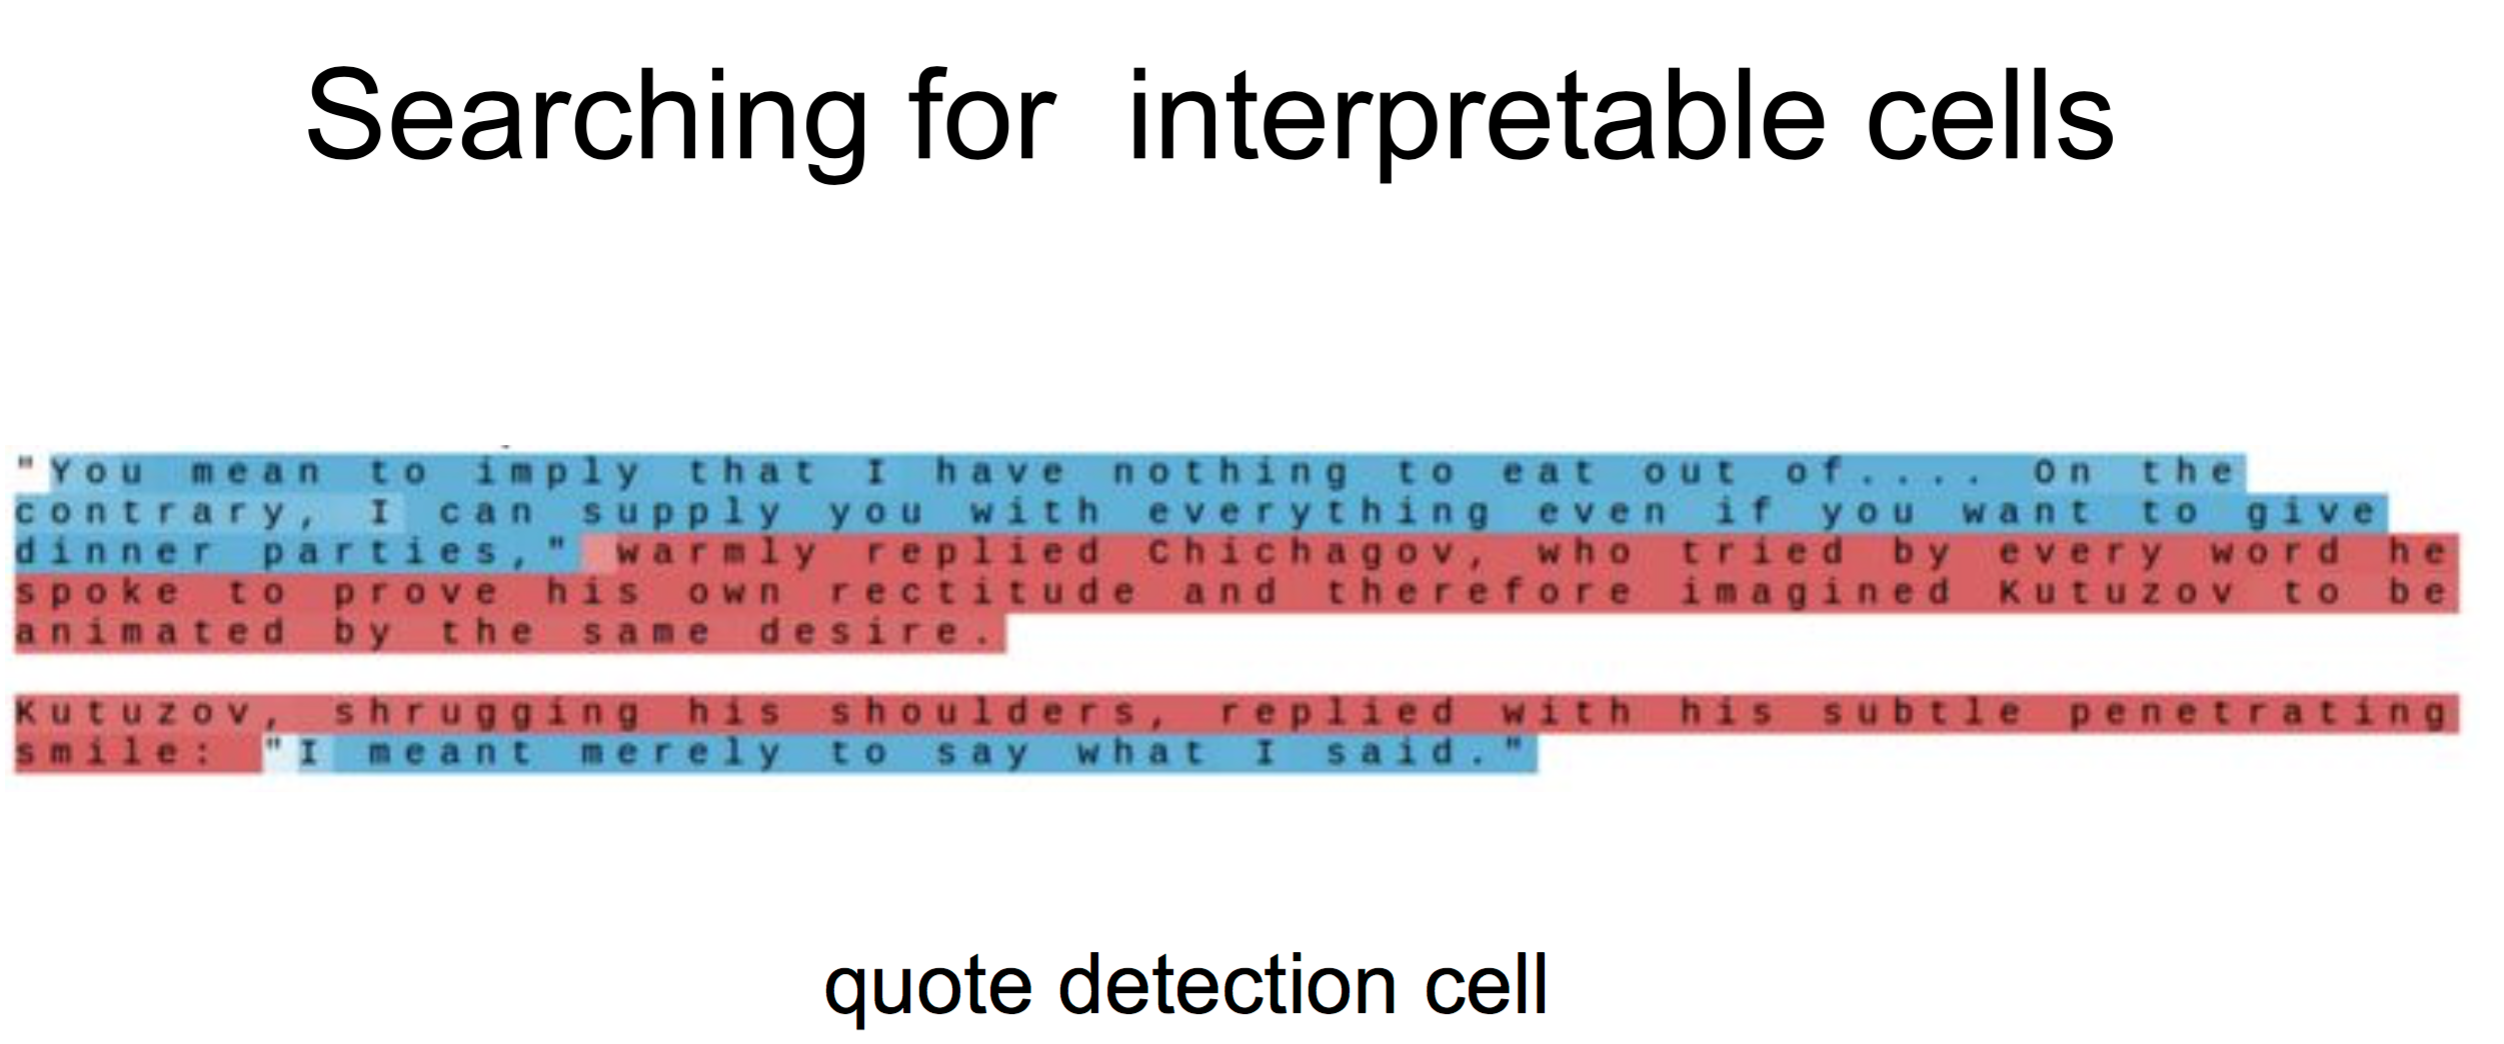 Searching for interpretable cells
"You mean to imply that I have nothing to eat out of.... On the
contrary, I can supply you with everything even if you want to give
dinner parties," warmly replied Chichagov, who tried by every word he
spoke to prove his own rectitude and therefore imagined Kutuzov to be
animated by the same desire.
Kutuzov, shrugging his shoulders, replied with his subtle penetrating
smile: "I meant merely to say what I said."
quote detection cell